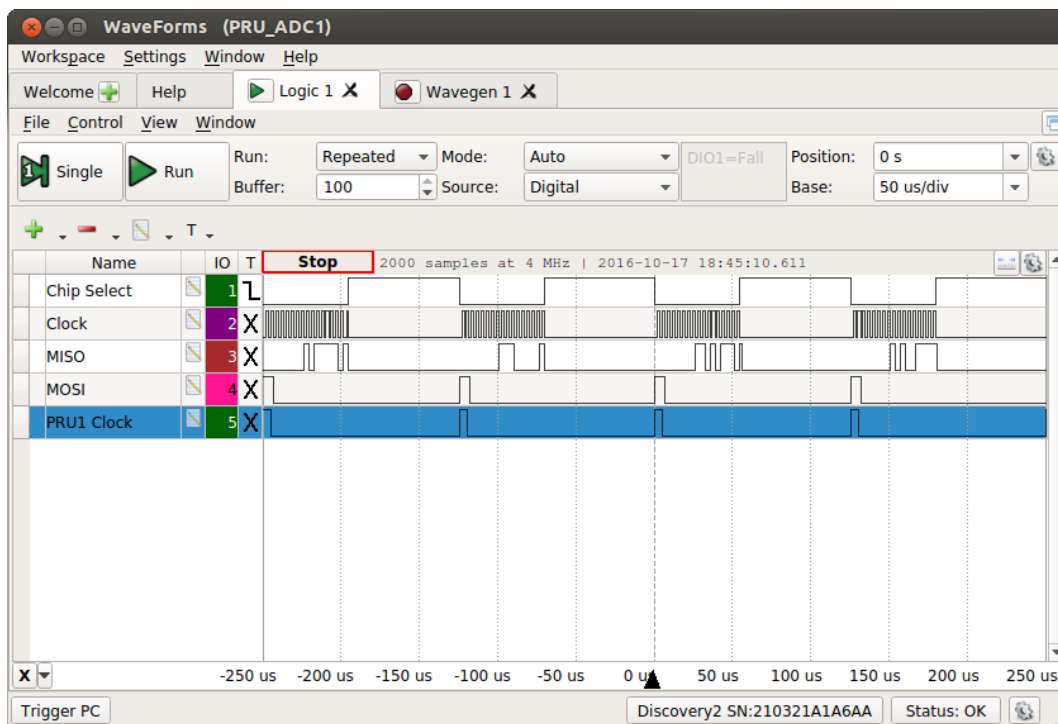 WaveForms (PRU_ADC1)
Workspace Settings Window Help
Welcome Help Logic 1 X Wavegen 1 X
File Control View Window
1 Single Run Run: Repeated Mode: Auto DIO1=Fall Position: 0 s
Buffer: 100 Source: Digital Base: 50 us/div
T
Name IO T Stop 2000 samples at 4 MHz | 2016-10-17 18:45:10.611
Chip Select 1
Clock 2 X
MISO 3 X
MOSI 4 X
PRU1 Clock 5 X
X -250 us -200 us -150 us -100 us -50 us 0 us 50 us 100 us 150 us 200 us 250 us
Trigger PC Discovery2 SN:210321A1A6AA Status: OK